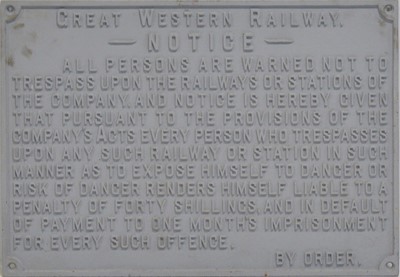 GREAT WESTERN RAILWAY.
— NOTICE —
ALL PERSONS ARE WARNED NOT TO
TRESPASS UPON THE RAILWAYS OR STATIONS OF
THE COMPANY, AND NOTICE IS HEREBY GIVEN
THAT PURSUANT TO THE PROVISIONS OF THE
COMPANY'S ACTS EVERY PERSON WHO TRESPASSES
UPON ANY SUCH RAILWAY OR STATION IN SUCH
MANNER AS TO EXPOSE HIMSELF TO DANGER OR
RISK OF DANGER RENDERS HIMSELF LIABLE TO A
PENALTY OF FORTY SHILLINGS, AND IN DEFAULT
OF PAYMENT TO ONE MONTHS IMPRISONMENT
FOR EVERY SUCH OFFENCE.
BY ORDER.